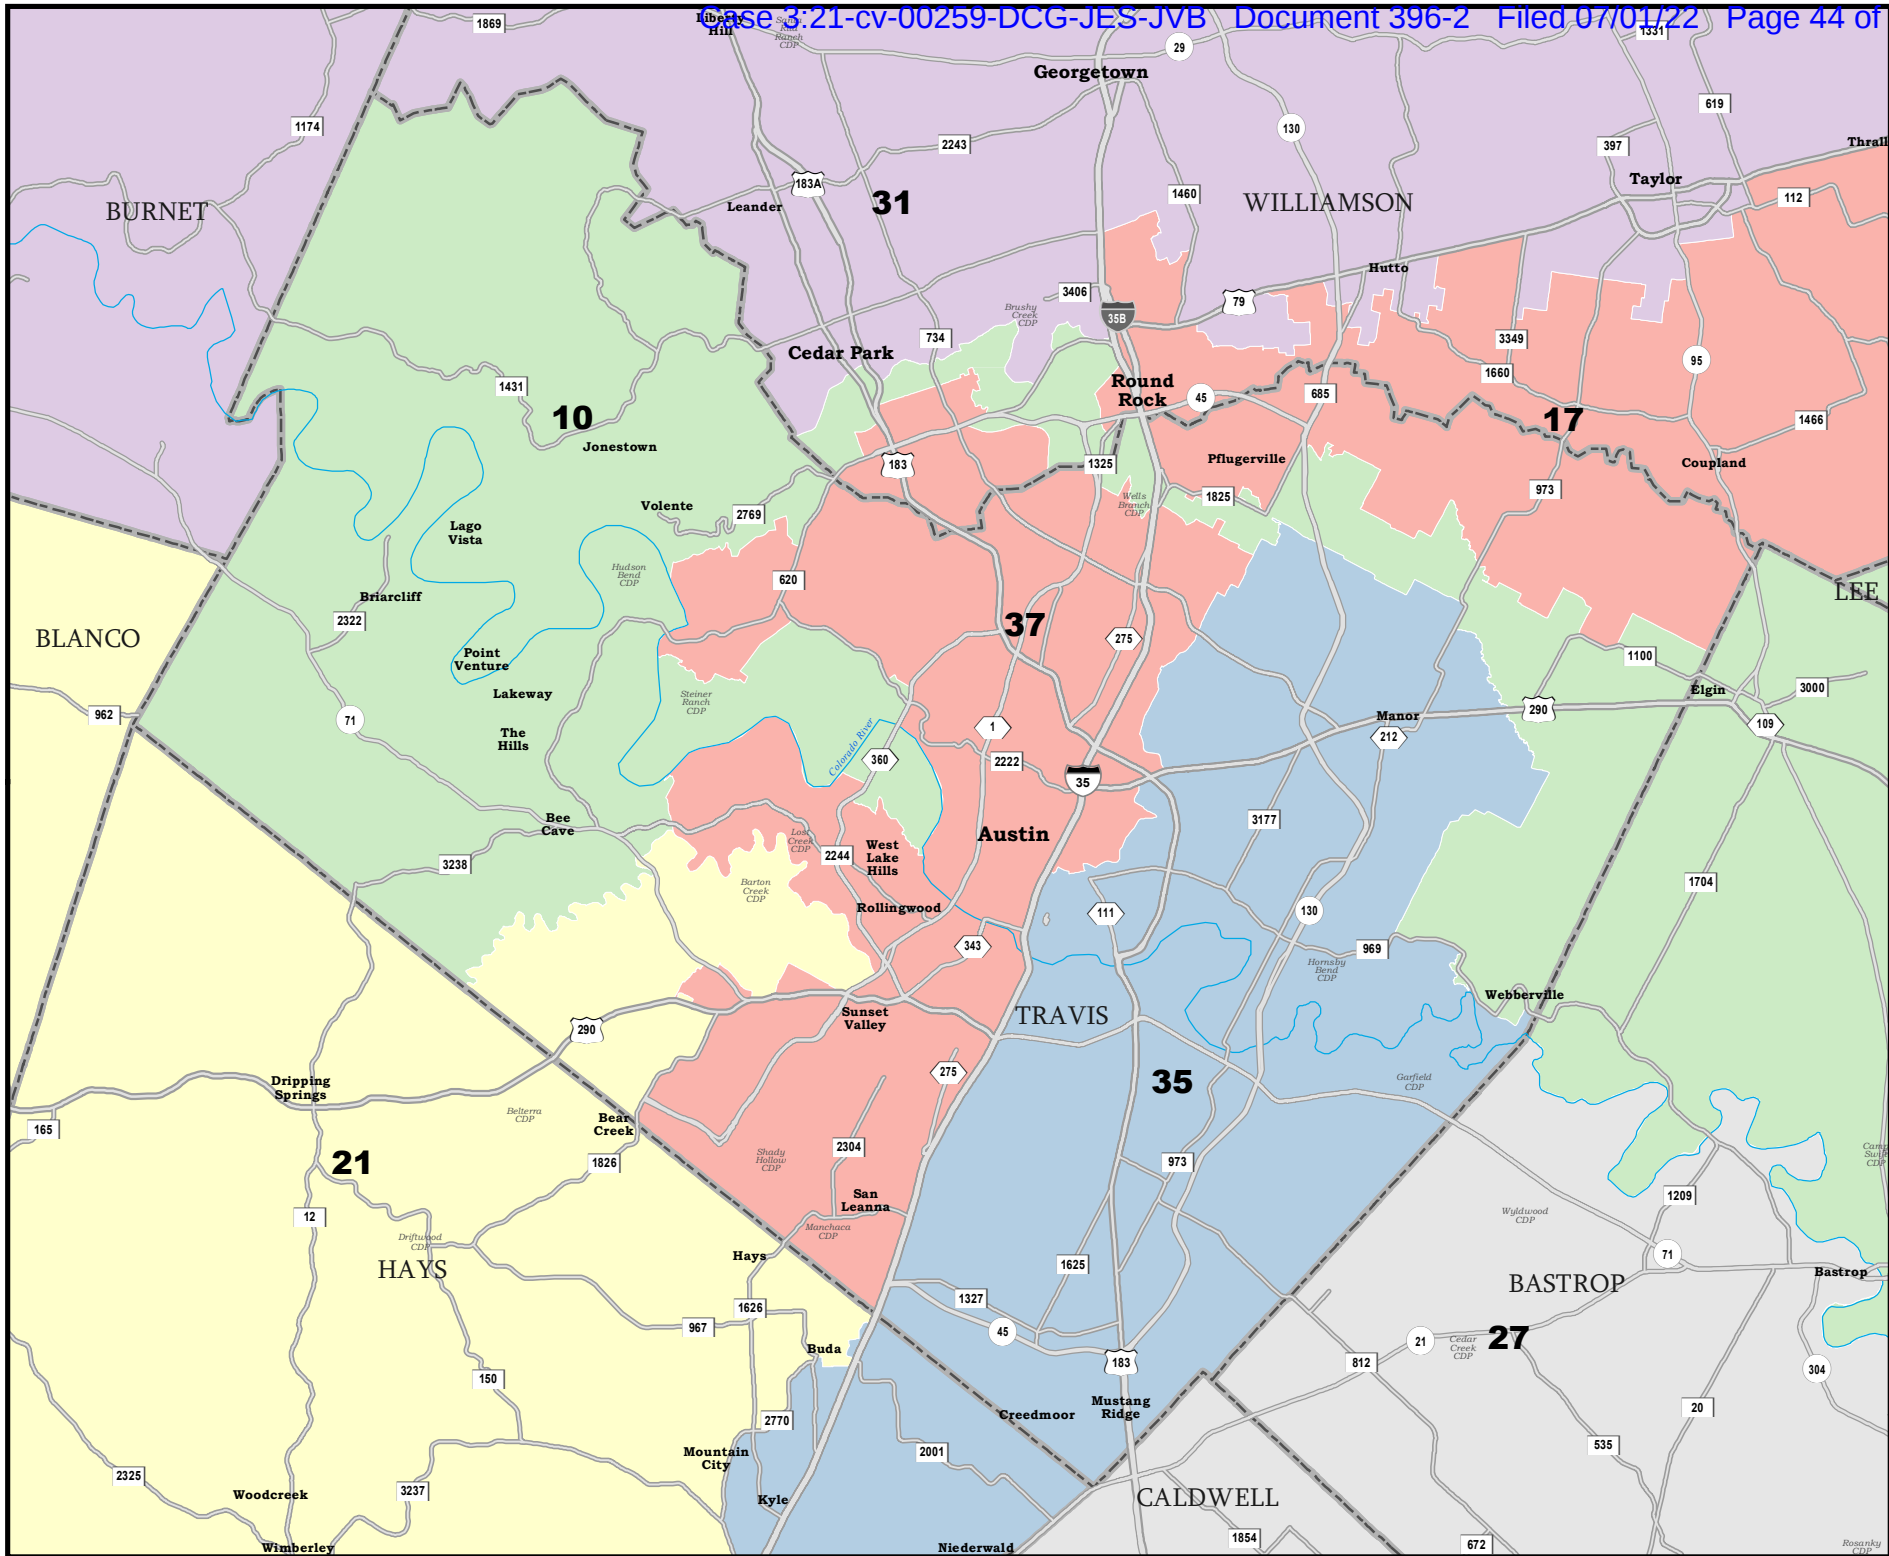 Case 3:21-cv-00259-DCG-JES-JVB Document 396-2 Filed 07/01/22 Page 44 of
1869
Liberty
Hill
Santa
Rita
Ranch
CDP
29
1331
Georgetown
619
1174
130
397
Thrall
2243
183A
Taylor
31
Leander
1460
WILLIAMSON
112
BURNET
Hutto
3406
Brushy
Creek
CDP
35B
79
734
3349
Cedar Park
95
1660
1431
Round
Rock
45
685
10
17
1466
Jonestown
183
1325
Pflugerville
Coupland
973
1825
Volente
2769
Wells
Branch
CDP
Lago
Vista
Hudson
Bend
CDP
620
Briarcliff
2322
LEE
BLANCO
37
275
Point
Venture
1100
Lakeway
Steiner
Ranch
CDP
Elgin
3000
962
71
290
Manor
109
The
Hills
Colorado River
1
212
360
2222
35
Bee
Cave
3177
Austin
Lost
Creek
CDP
2244
West
Lake
Hills
3238
Barton
Creek
CDP
1704
Rollingwood
111
130
343
969
Hornsby
Bend
CDP
Webberville
Sunset
Valley
TRAVIS
290
275
35
Garfield
CDP
Dripping
Springs
Belterra
CDP
Bear
Creek
165
2304
21
1826
Shady
Hollow
CDP
973
San
Leanna
1209
12
Manchaca
CDP
Wyldwood
CDP
Driftwood
CDP
HAYS
Hays
1625
71
Bastrop
BASTROP
1626
1327
967
45
21
27
Cedar
Creek
CDP
Buda
183
812
304
150
Mustang
Ridge
Creedmoor
20
2770
Mountain
City
2001
535
2325
3237
Woodcreek
Kyle
CALDWELL
1854
672
Wimberley
Niederwald
Rosanky
CDP